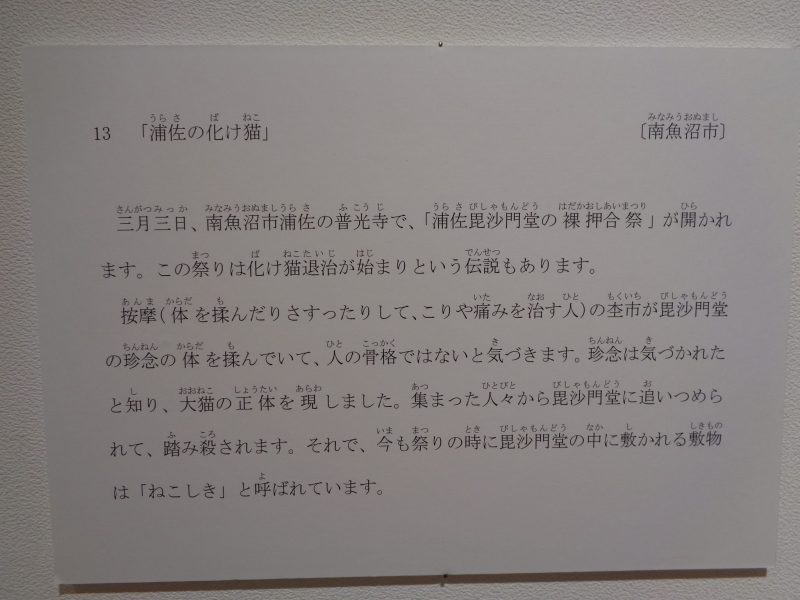 13　「浦佐の化け猫」　〔南魚沼市〕
三月三日、南魚沼市浦佐の普光寺で、「浦佐毘沙門堂の裸押合祭」が開かれ
ます。この祭りは化け猫退治が始まりという伝説もあります。
按摩(体を揉んだりさすったりして、こりや痛みを治す人)の杢市が毘沙門堂
の珍念の体を揉んでいて、人の骨格ではないと気づきます。珍念は気づかれた
と知り、大猫の正体を現しました。集まった人々から毘沙門堂に追いつめら
れて、踏み殺されます。それで、今も祭りの時に毘沙門堂の中に敷かれる敷物
は「ねこしき」と呼ばれています。